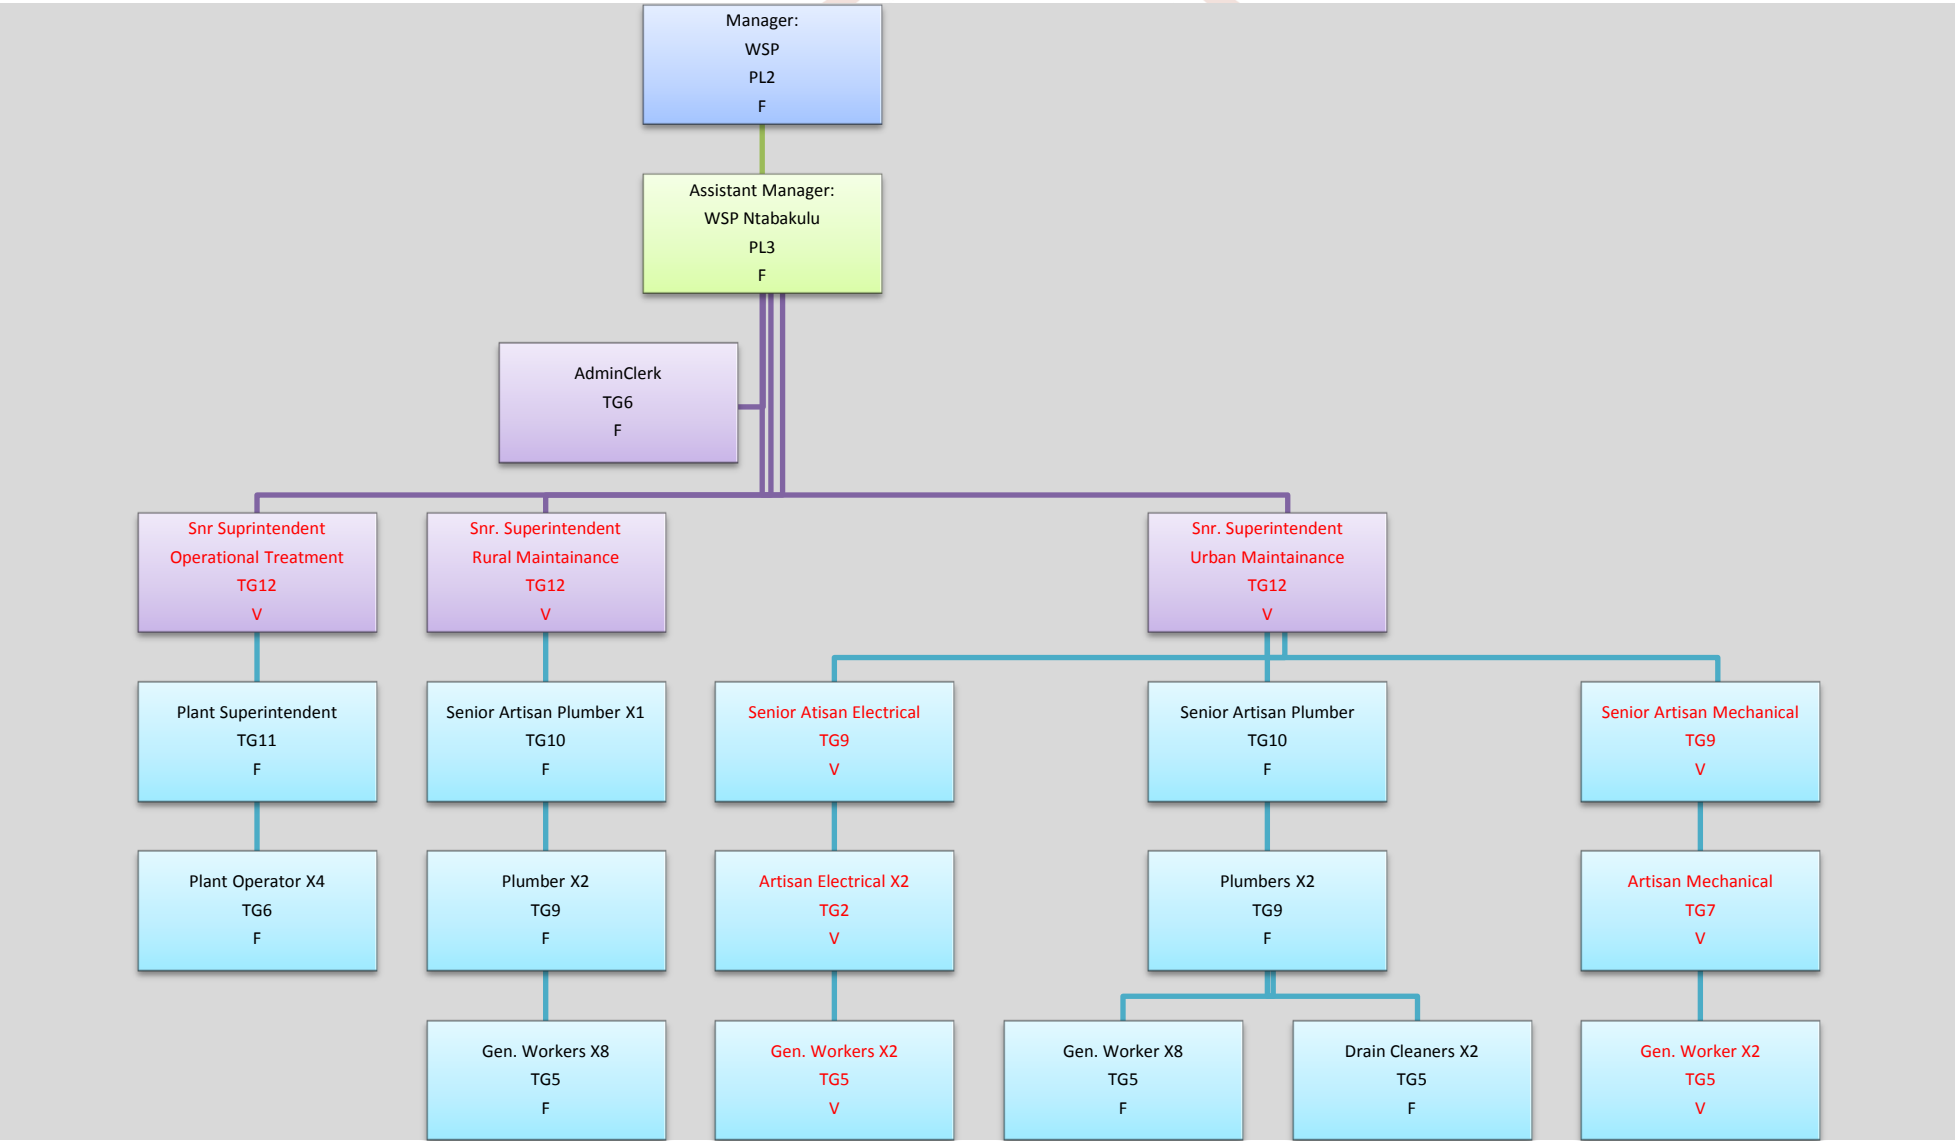 Manager:
WSP
PL2
F
Assistant Manager:
WSP Ntabakulu
PL3
F
AdminClerk
TG6
F
Snr Suprintendent
Operational Treatment
TG12
V
Snr. Superintendent
Rural Maintainance
TG12
V
Snr. Superintendent
Urban Maintainance
TG12
V
Plant Superintendent
TG11
F
Senior Artisan Plumber X1
TG10
F
Senior Atisan Electrical
TG9
V
Senior Artisan Plumber
TG10
F
Senior Artisan Mechanical
TG9
V
Plant Operator X4
TG6
F
Plumber X2
TG9
F
Artisan Electrical X2
TG2
V
Plumbers X2
TG9
F
Artisan Mechanical
TG7
V
Gen. Workers X8
TG5
F
Gen. Workers X2
TG5
V
Gen. Worker X8
TG5
F
Drain Cleaners X2
TG5
F
Gen. Worker X2
TG5
V